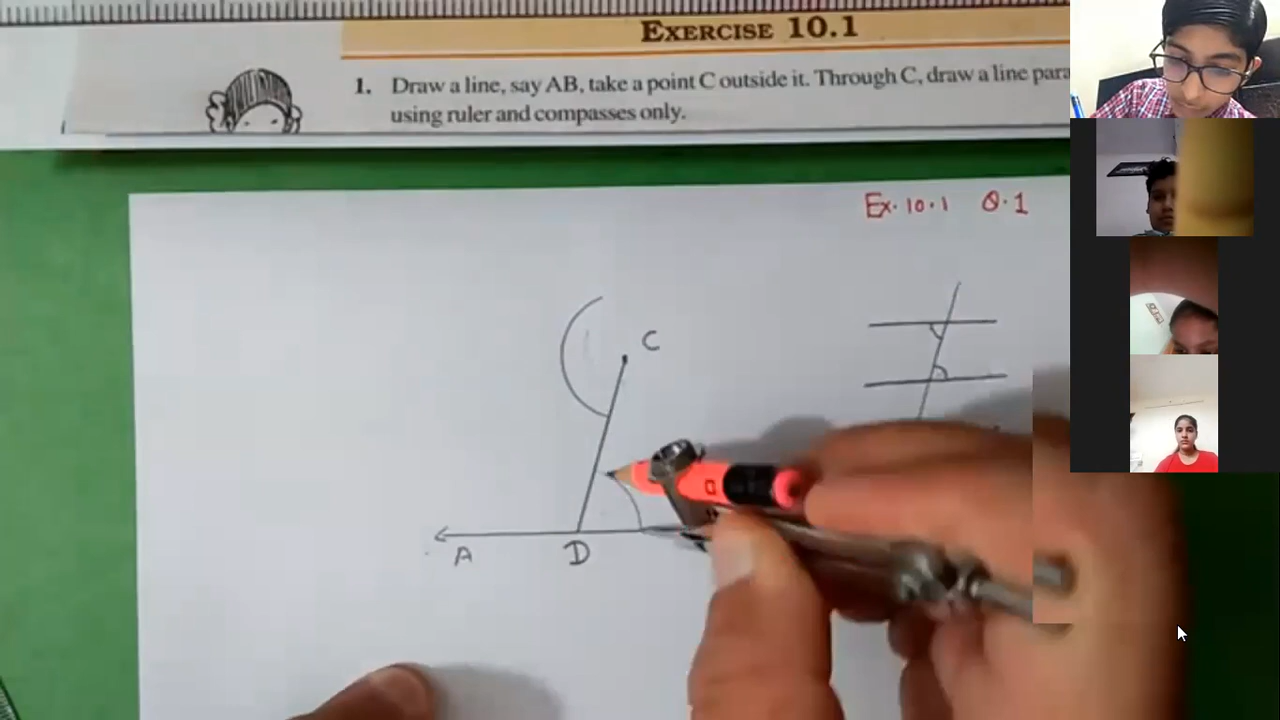 EXERCISE 10.1
1. Draw a line, say AB, take a point C outside it. Through C, draw a line para
using ruler and compasses only.
Ex. 10.1 Q.1
C
A
D